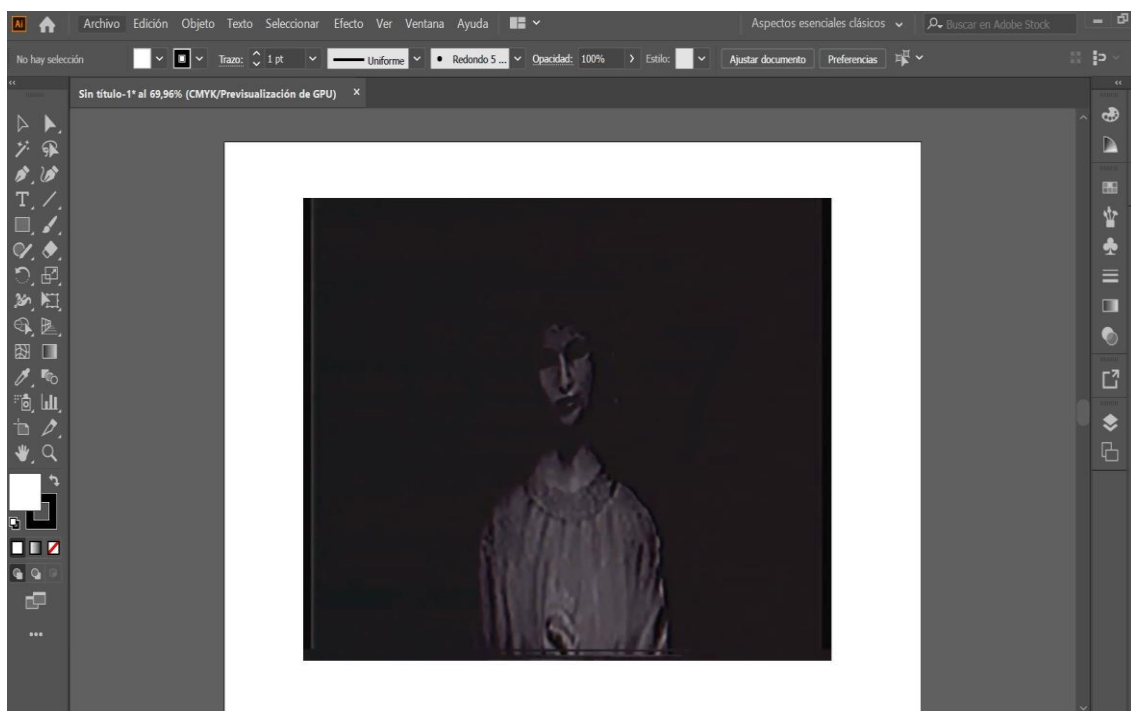 Ai Archivo Edición Objeto Texto Seleccionar Efecto Ver Ventana Ayuda Aspectos esenciales clásicos Buscar en Adobe Stock
No hay selección Trazo: 1 pt Uniforme Redondo 5 ... Opacidad: 100% Estilo: Ajustar documento Preferencias
Sin título-1* al 69,96% (CMYK/Previsualización de GPU) x